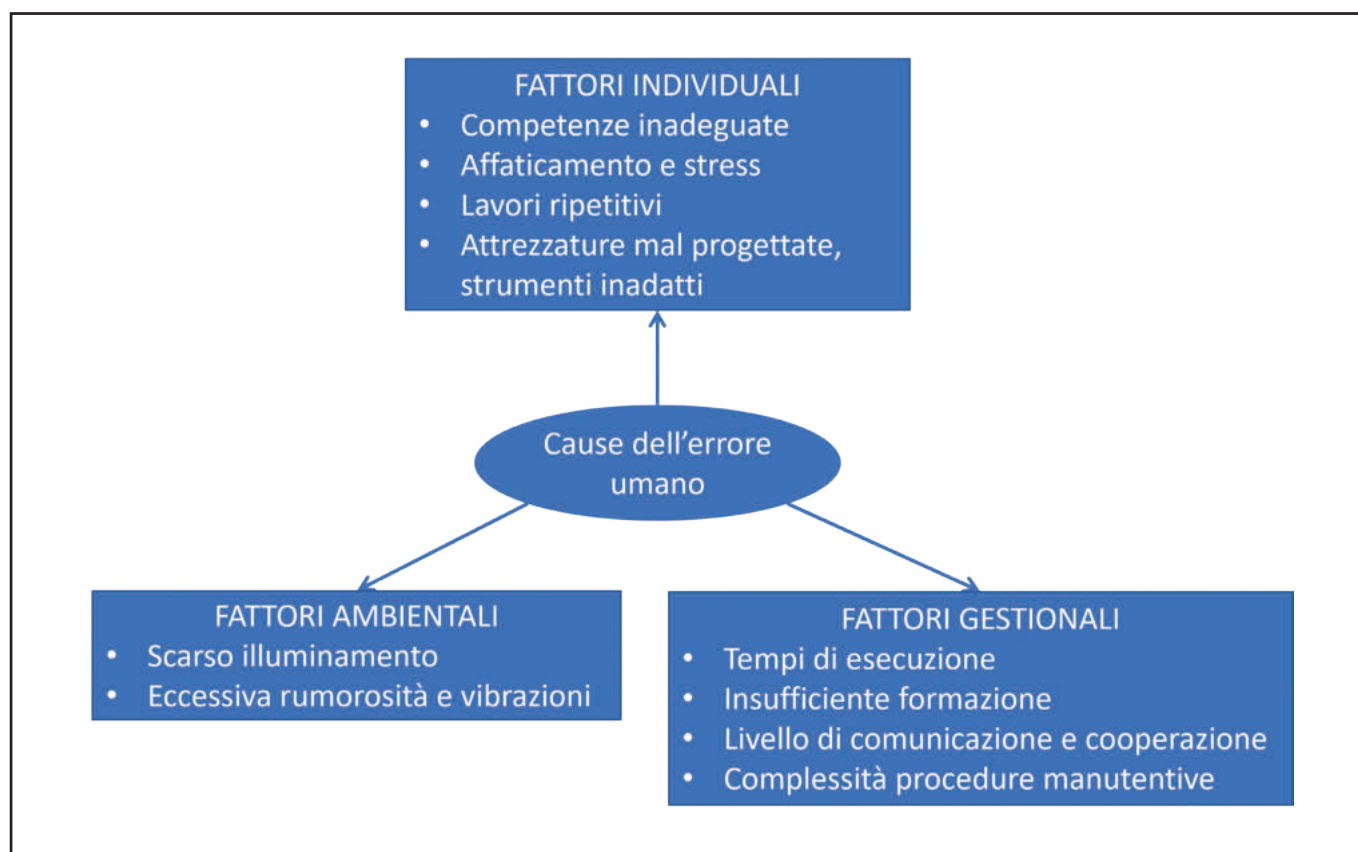 FATTORI INDIVIDUALI
• Competenze inadeguate
• Affaticamento e stress
• Lavori ripetitivi
• Attrezzature mal progettate,
strumenti inadatti
Cause dell'errore
umano
FATTORI AMBIENTALI
• Scarso illuminamento
• Eccessiva rumorosità e vibrazioni
FATTORI GESTIONALI
• Tempi di esecuzione
• Insufficiente formazione
• Livello di comunicazione e cooperazione
• Complessità procedure manutentive